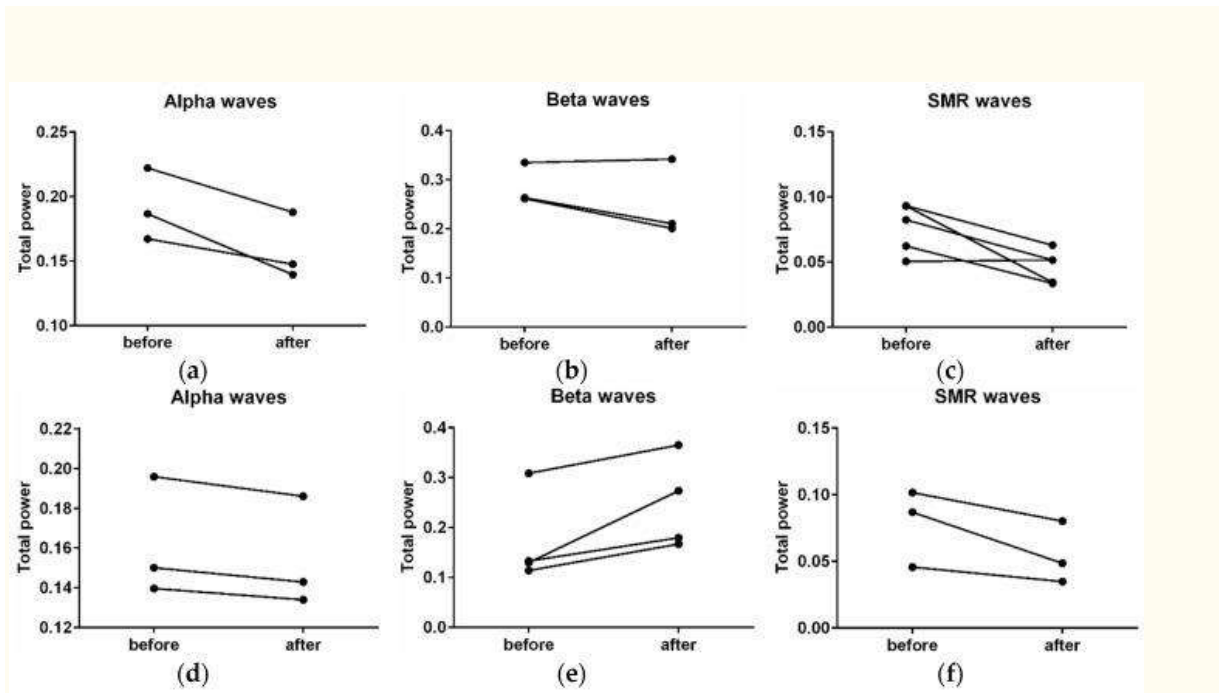 Alpha waves
Total power
0.25
0.20
0.15
0.10
before after
(a)
Beta waves
Total power
0.4
0.3
0.2
0.1
0.0
before after
(b)
SMR waves
Total power
0.15
0.10
0.05
0.00
before after
(c)
Alpha waves
Total power
0.22
0.20
0.18
0.16
0.14
0.12
before after
(d)
Beta waves
Total power
0.4
0.3
0.2
0.1
0.0
before after
(e)
SMR waves
Total power
0.15
0.10
0.05
0.00
before after
(f)